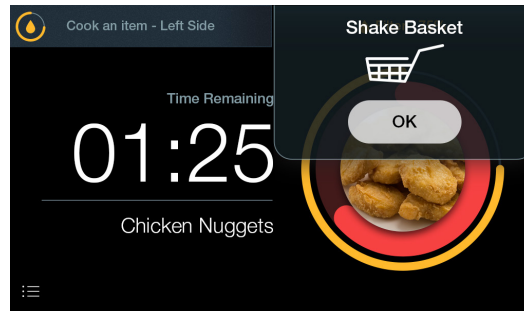 Cook an item - Left Side
Shake Basket
OK
Time Remaining
01:25
Chicken Nuggets